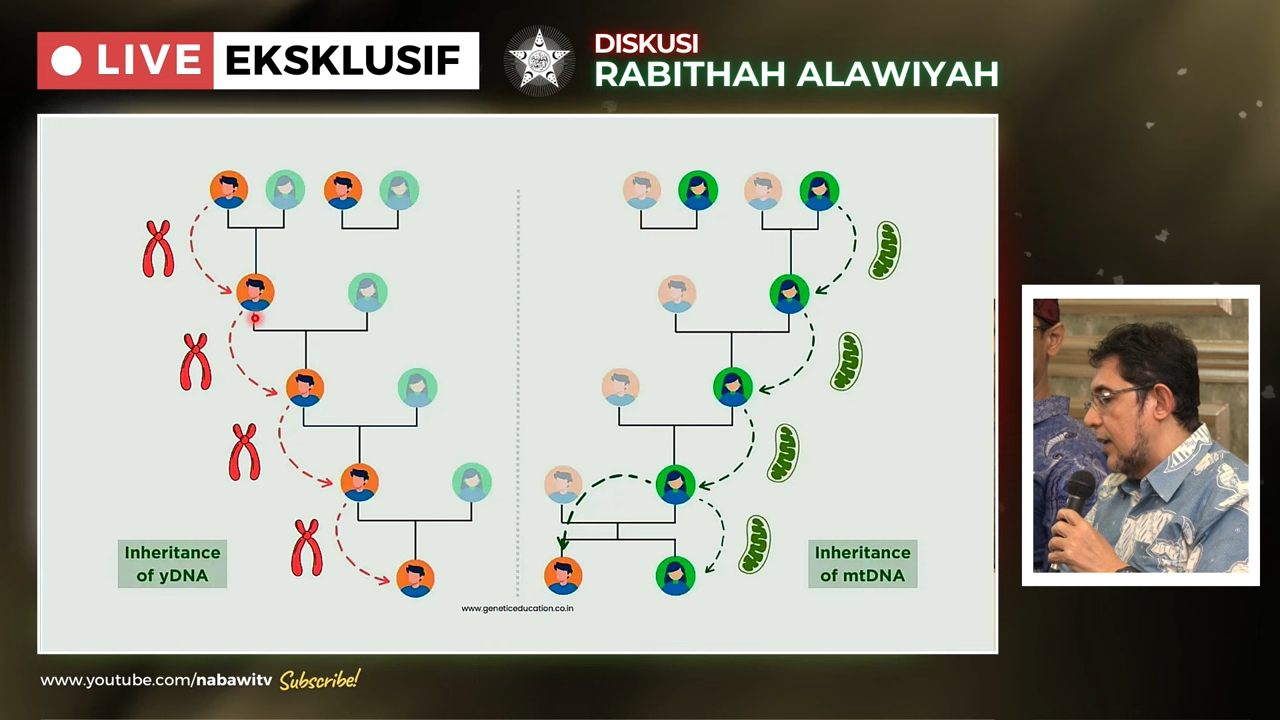 LIVE EKSKLUSIF
DISKUSI
RABITHAH ALAWIYAH
Inheritance
of yDNA
Inheritance
of mtDNA
www.geneticeducation.co.in
www.youtube.com/nabawitv Subscribe!